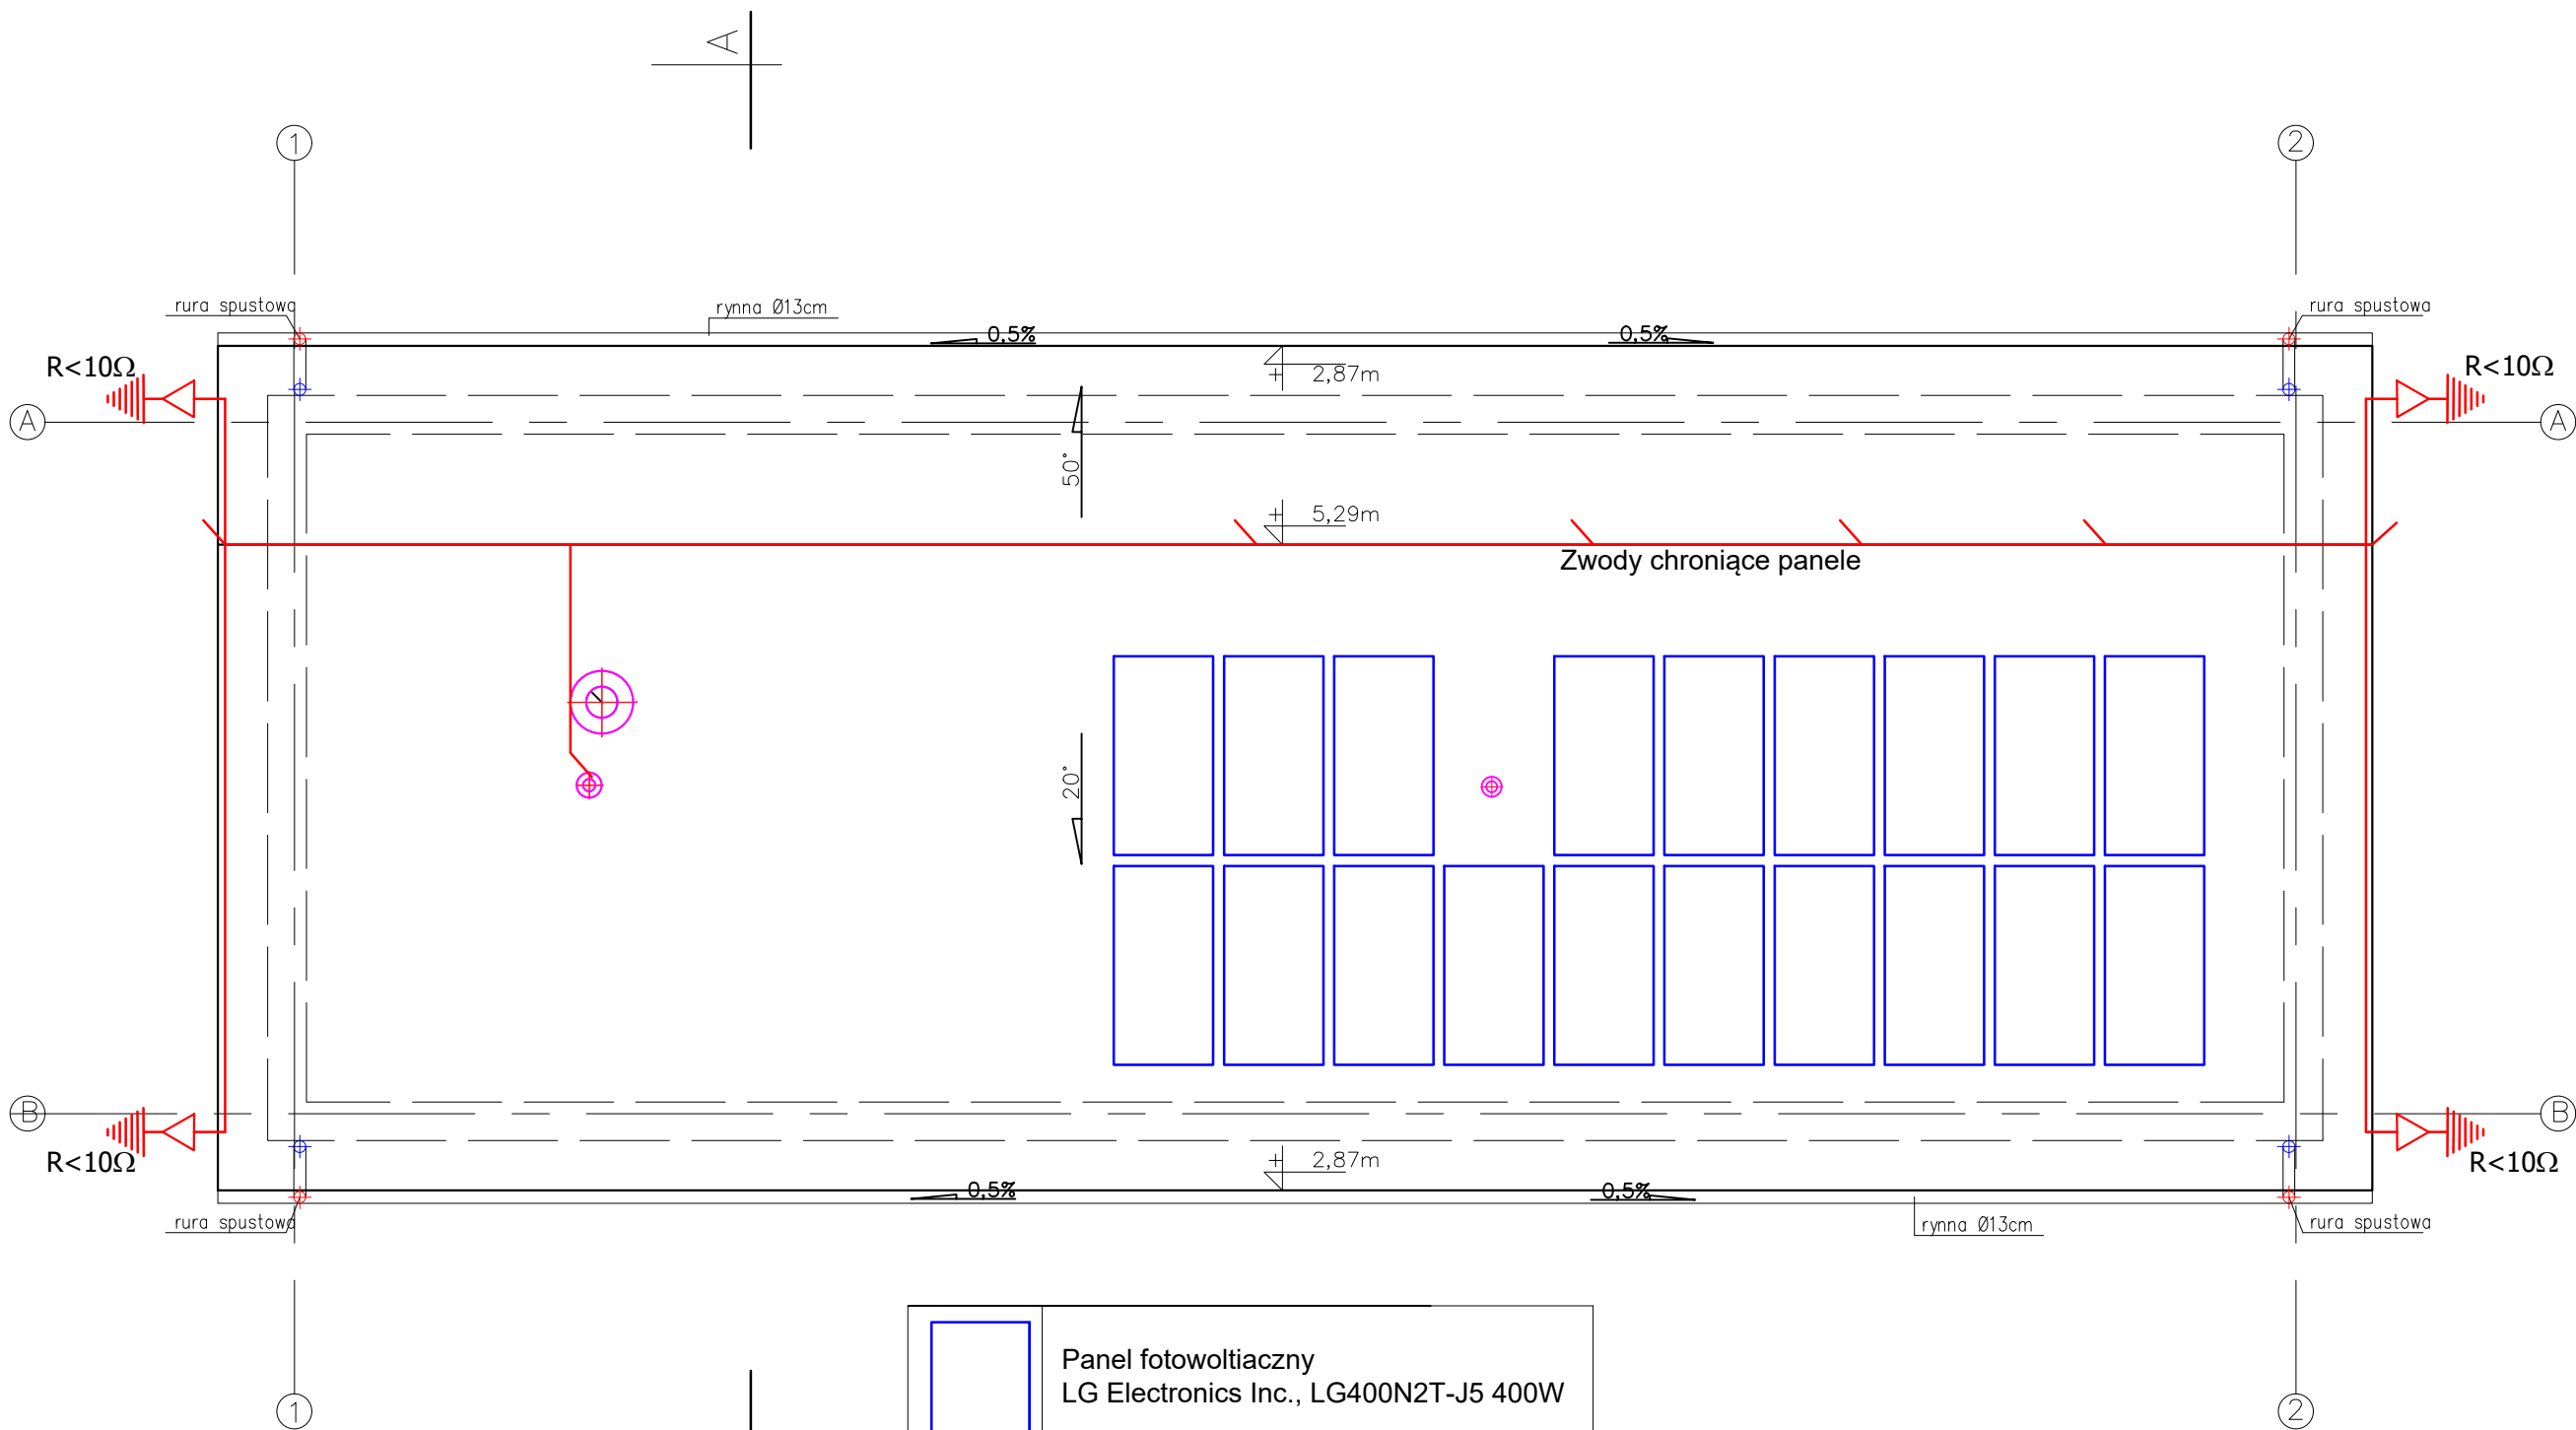 A
1
2
rura spustowa
rynna Ø13cm
rura spustowa
0,5%
0,5%
R<10Ω
+ 2,87m
R<10Ω
A
A
50°
+ 5,29m
Zwody chroniące panele
20°
B
B
R<10Ω
+ 2,87m
R<10Ω
0,5%
0,5%
rura spustowa
rynna Ø13cm
rura spustowa
Panel fotowoltiaczny
LG Electronics Inc., LG400N2T-J5 400W
1
2